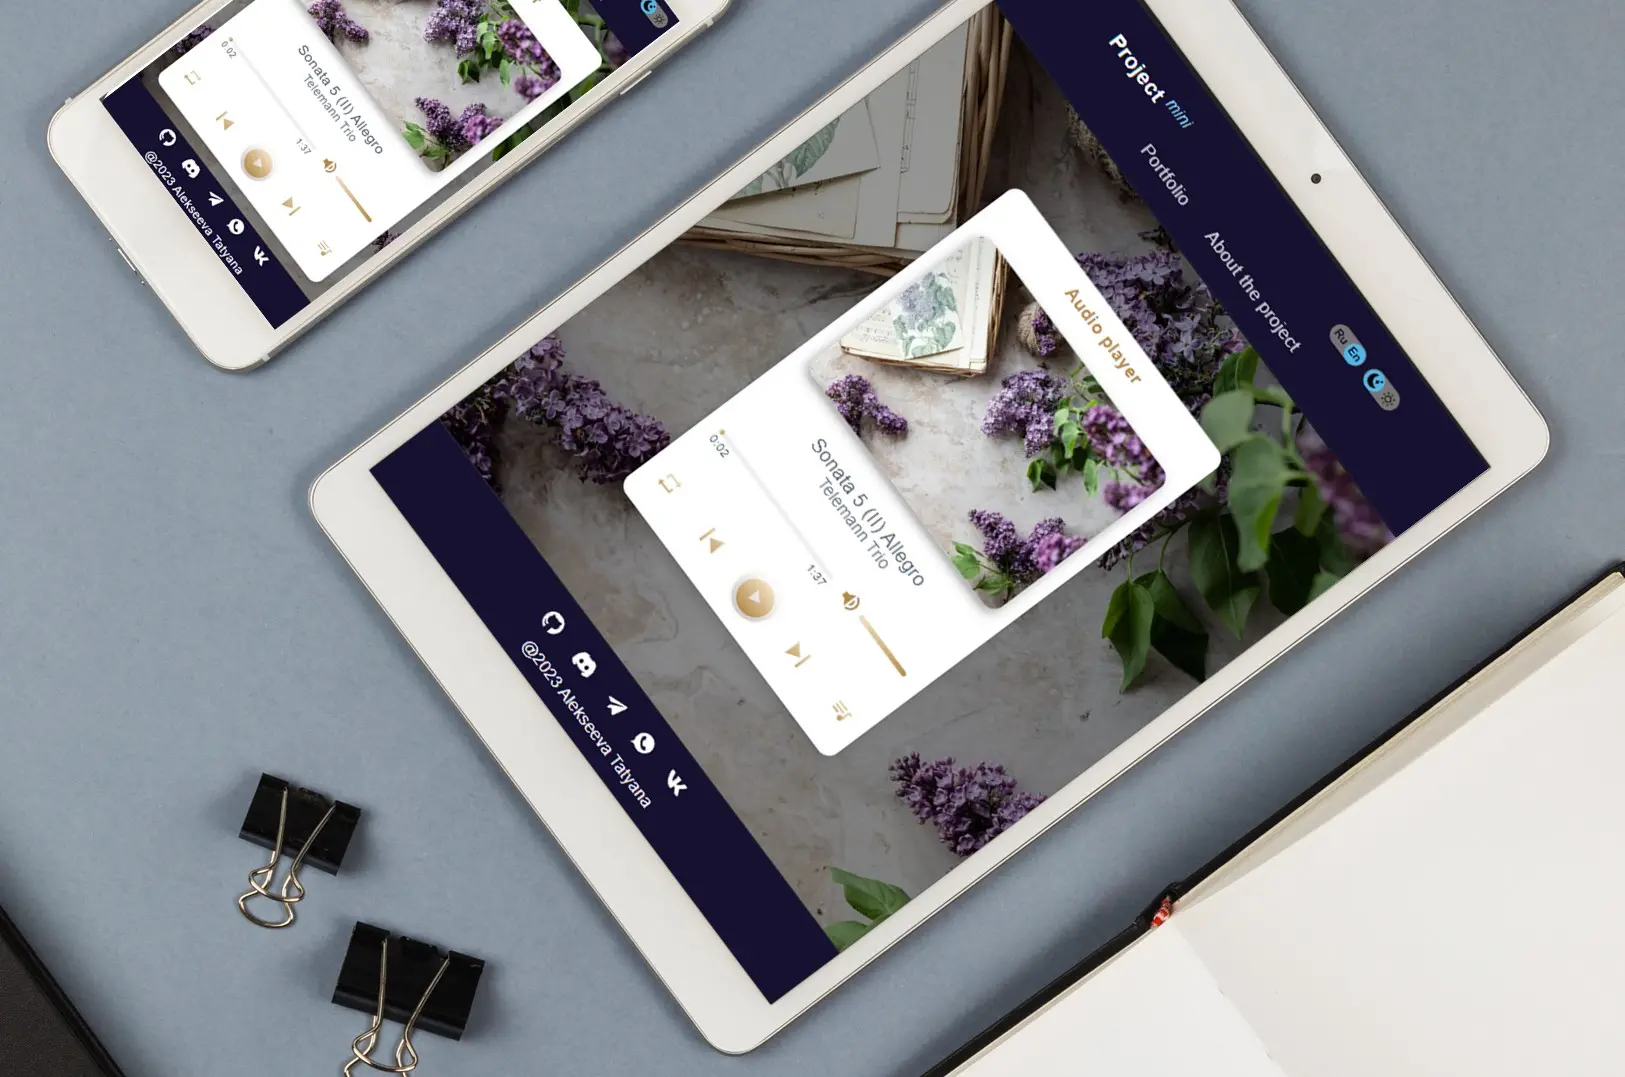 0:02
1:37
Sonata 5 (II) Allegro
Telemann Trio
@2023 Alekseeva Tatyana
Project mini
Portfolio
About the project
Ru En
Audio player
Sonata 5 (II) Allegro
Telemann Trio
0:02
1:37
@2023 Alekseeva Tatyana